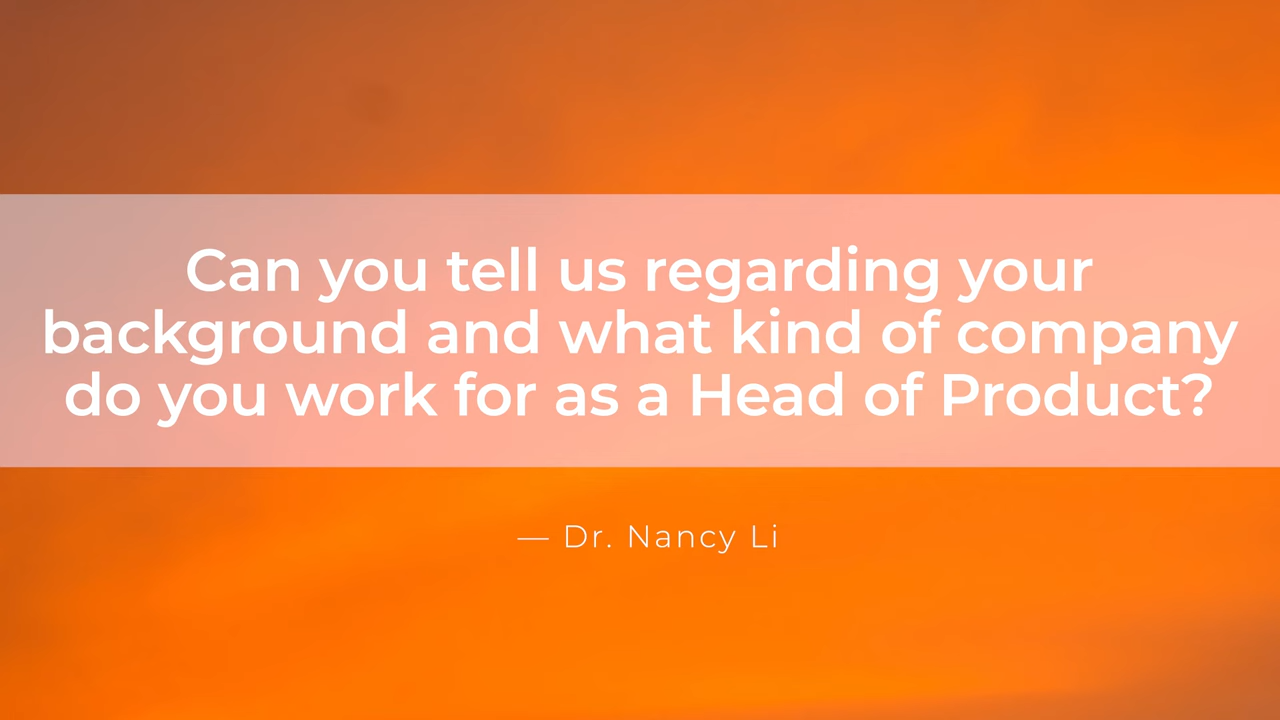 Can you tell us regarding your
background and what kind of company
do you work for as a Head of Product?
— Dr. Nancy Li